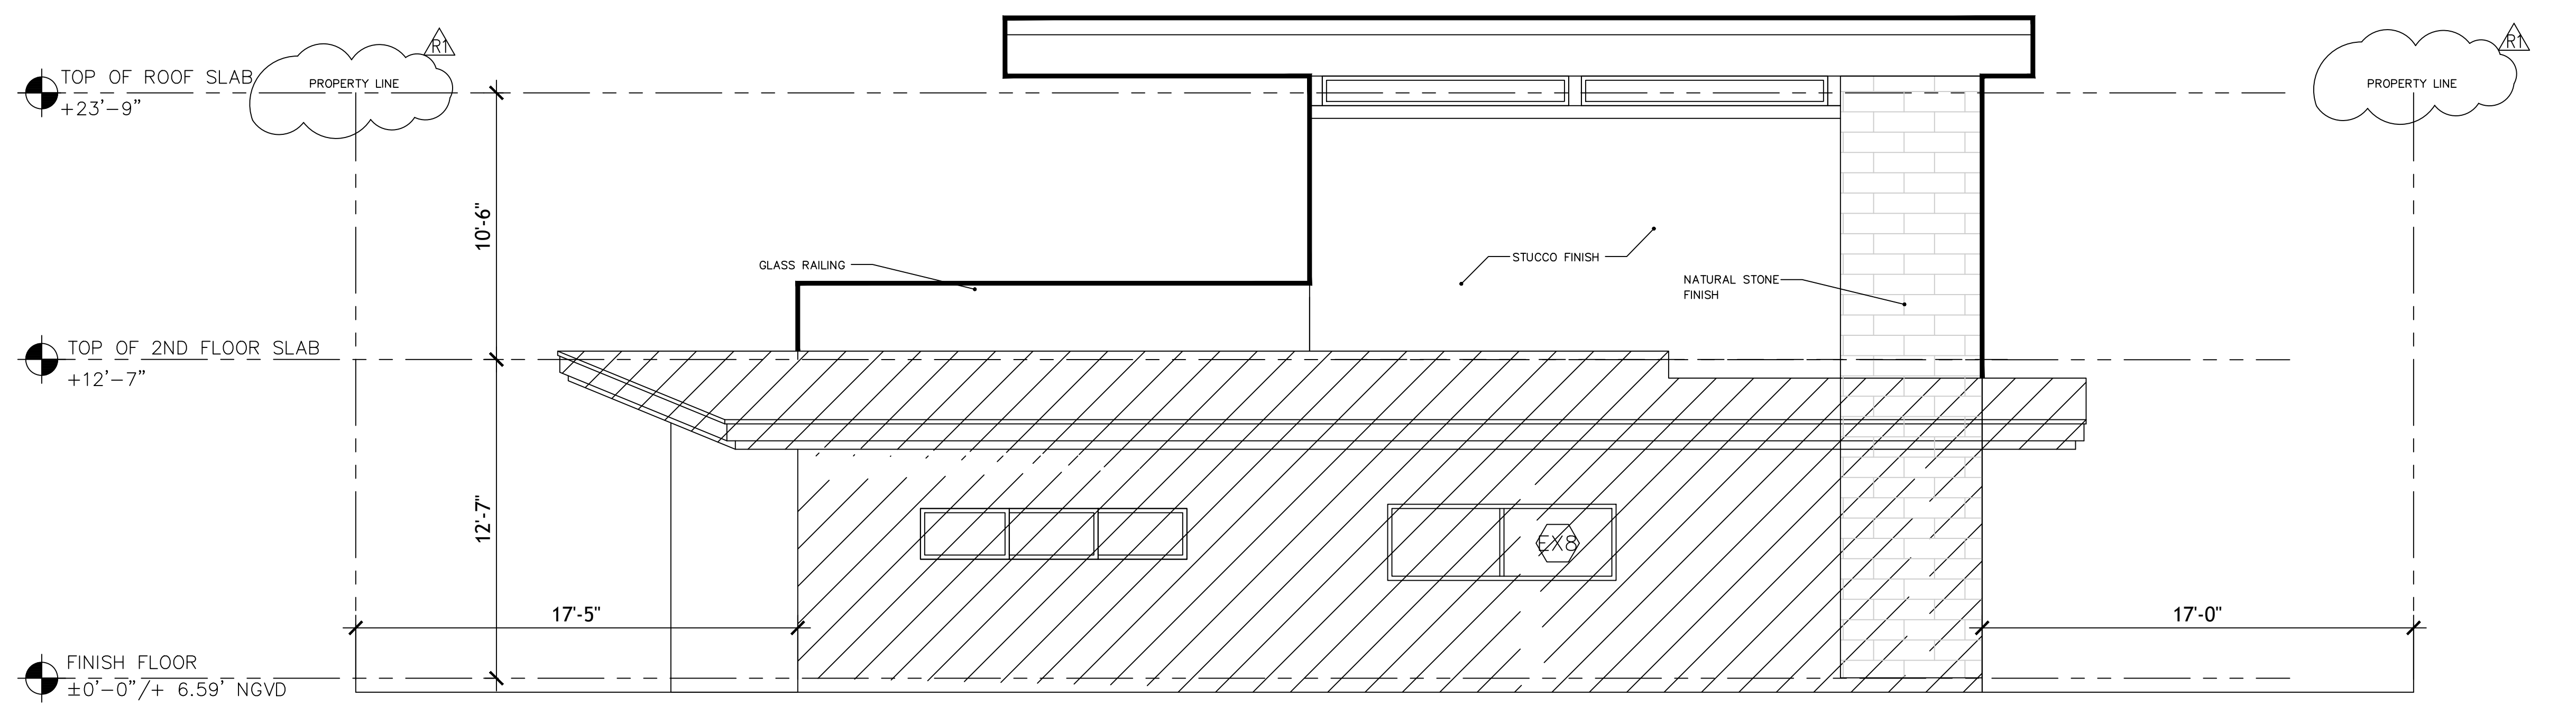 R1
PROPERTY LINE
R1
PROPERTY LINE
TOP OF ROOF SLAB
+23'-9"
10'-6"
GLASS RAILING
STUCCO FINISH
NATURAL STONE
FINISH
TOP OF 2ND FLOOR SLAB
+12'-7"
12'-7"
EX8
17'-5"
17'-0"
FINISH FLOOR
±0'-0"/+ 6.59' NGVD